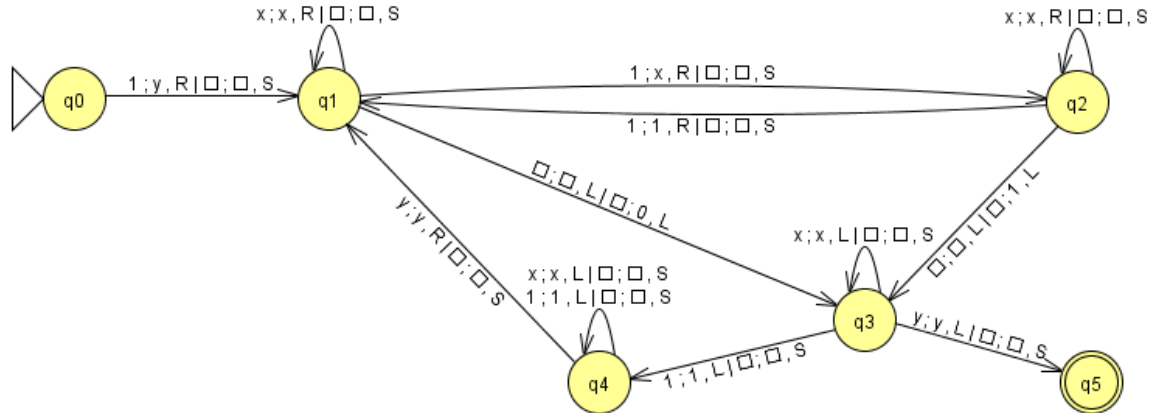 x ; x , R | □ ; □ , S
x ; x , R | □ ; □ , S
1 ; y , R | □ ; □ , S
1 ; x , R | □ ; □ , S
q0
q1
q2
1 ; 1 , R | □ ; □ , S
□ ; □ , L | □ ; 0 , L
□ ; □ , L | □ ; 1 , L
y ; y , R | □ ; □ , S
x ; x , L | □ ; □ , S
x ; x , L | □ ; □ , S
1 ; 1 , L | □ ; □ , S
q3
y ; y , L | □ ; □ , S
1 ; 1 , L | □ ; □ , S
q4
q5